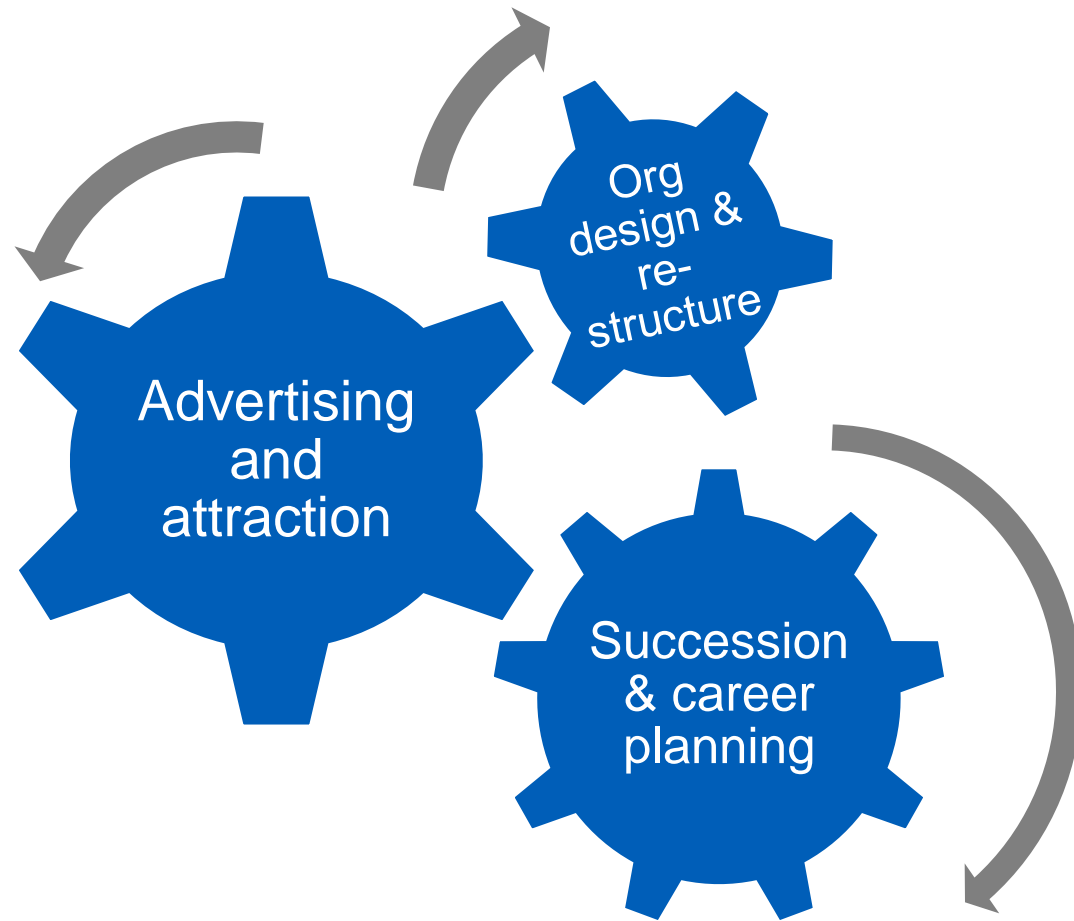 Org
design &
re-
structure
Advertising
and
attraction
Succession
& career
planning